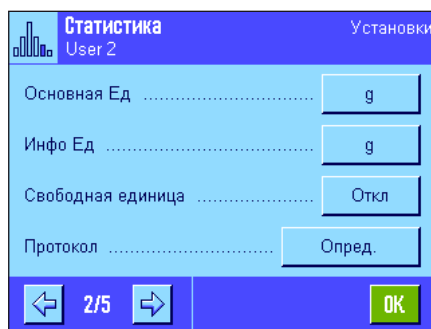 Статистика Установки
User 2
Основная Ед ................................ g
Инфо Ед ........................................ g
Свободная единица ...................... Откл
Протокол ............................. Опред.
2/5 OK